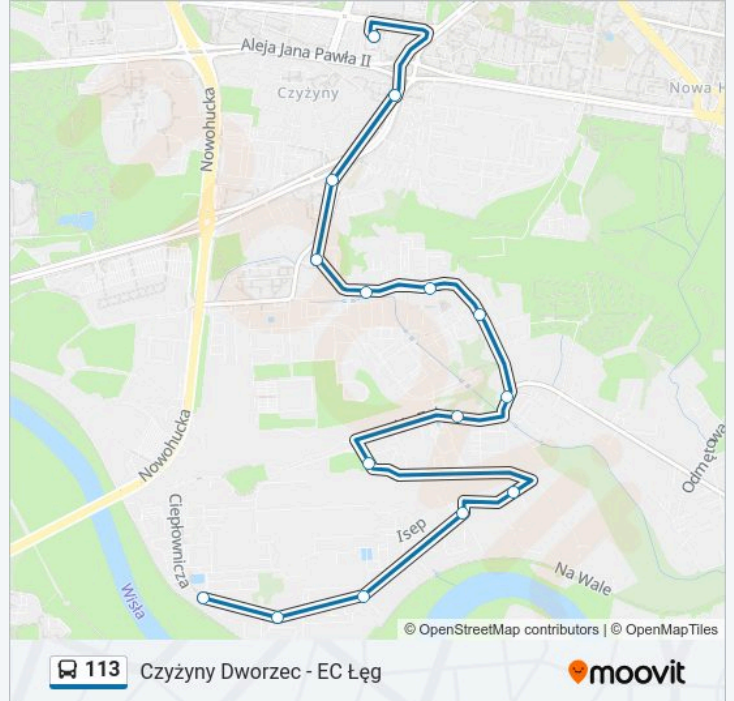 Aleja Jana Pawła II
Czyżyny
Nowa H
Nowohucka
Nowohucka
Odmętowa
Ciepłownicza
Isep
Na Wale
Wisła
© OpenStreetMap contributors | © OpenMapTiles
113 Czyżyny Dworzec - EC Łęg
moovit